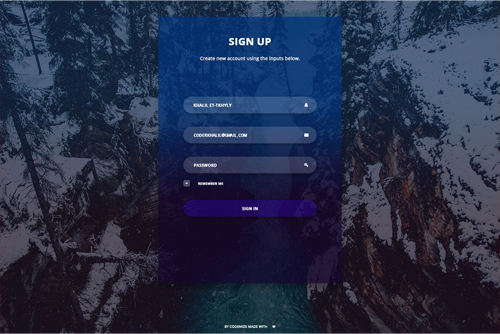 SIGN UP
Create new account using the inputs below.
KHALIL ET-TKHYLY
CODERKHALIL@GMAIL.COM
PASSWORD
REMEMBER ME
SIGN IN
BY CODEMIZE MADE WITH